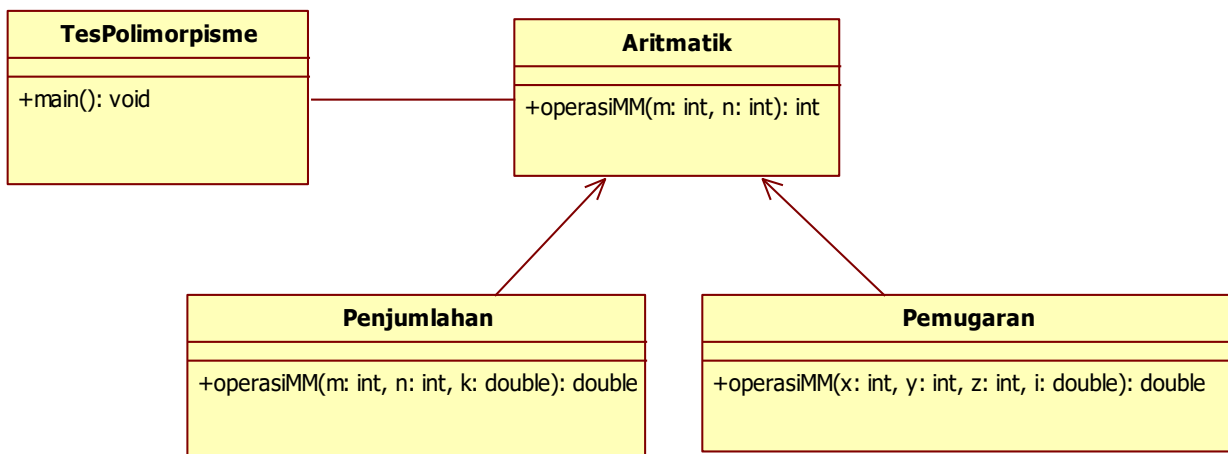 TesPolimorpisme
+main(): void
Aritmatik
+operasiMM(m: int, n: int): int
Penjumlahan
+operasiMM(m: int, n: int, k: double): double
Pemugaran
+operasiMM(x: int, y: int, z: int, i: double): double